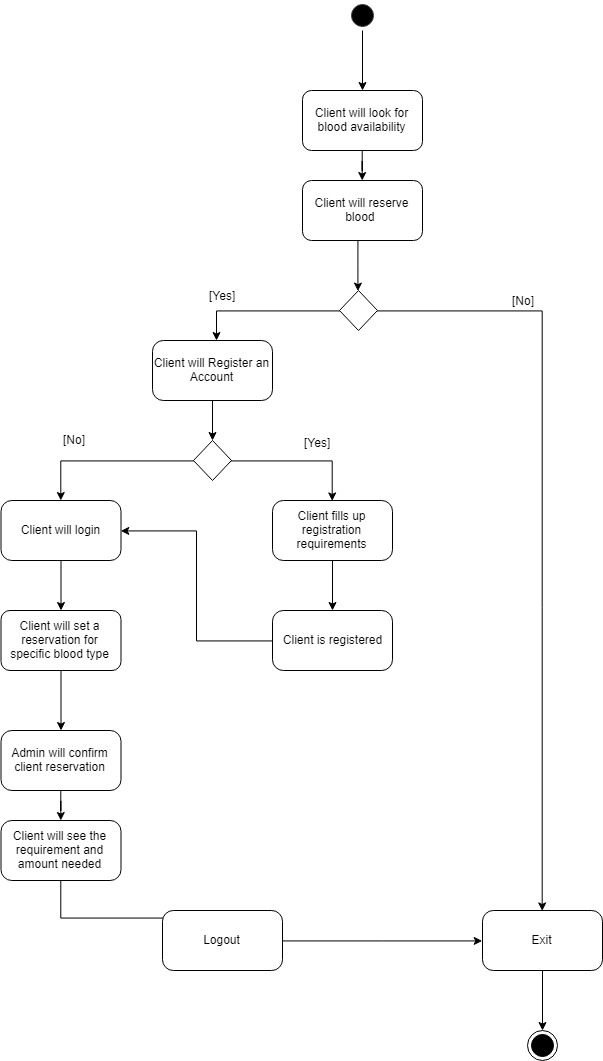 Client will look for
blood availability
Client will reserve
blood
[Yes]
[No]
Client will Register an
Account
[No]
[Yes]
Client will login
Client fills up
registration
requirements
Client will set a
reservation for
specific blood type
Client is registered
Admin will confirm
client reservation
Client will see the
requirement and
amount needed
Logout
Exit